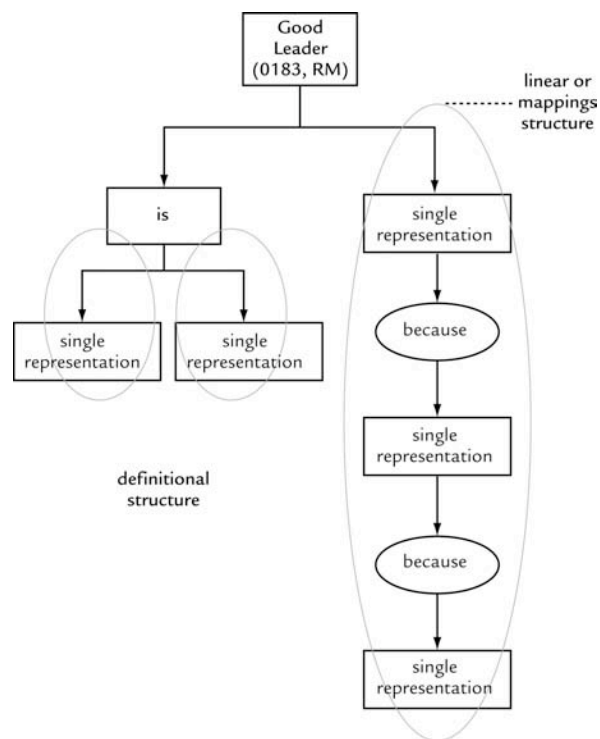 Good
Leader
(0183, RM)
linear or
mappings
structure
is
single
representation
because
single
representation
single
representation
single
representation
definitional
structure
because
single
representation